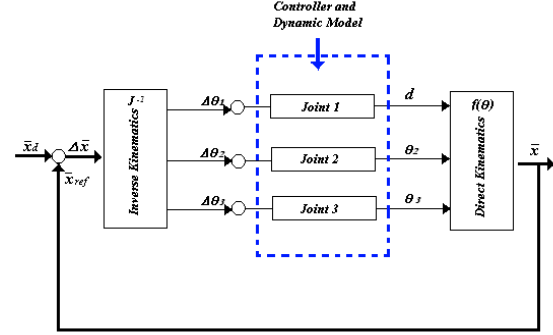 Controller and
Dynamic Model
J⁻¹
Inverse Kinematics
x̄d
Δx̄
x̄ref
Δθ1
Δθ2
Δθ3
Joint 1
Joint 2
Joint 3
d
θ2
θ3
f(θ)
Direct Kinematics
x̄